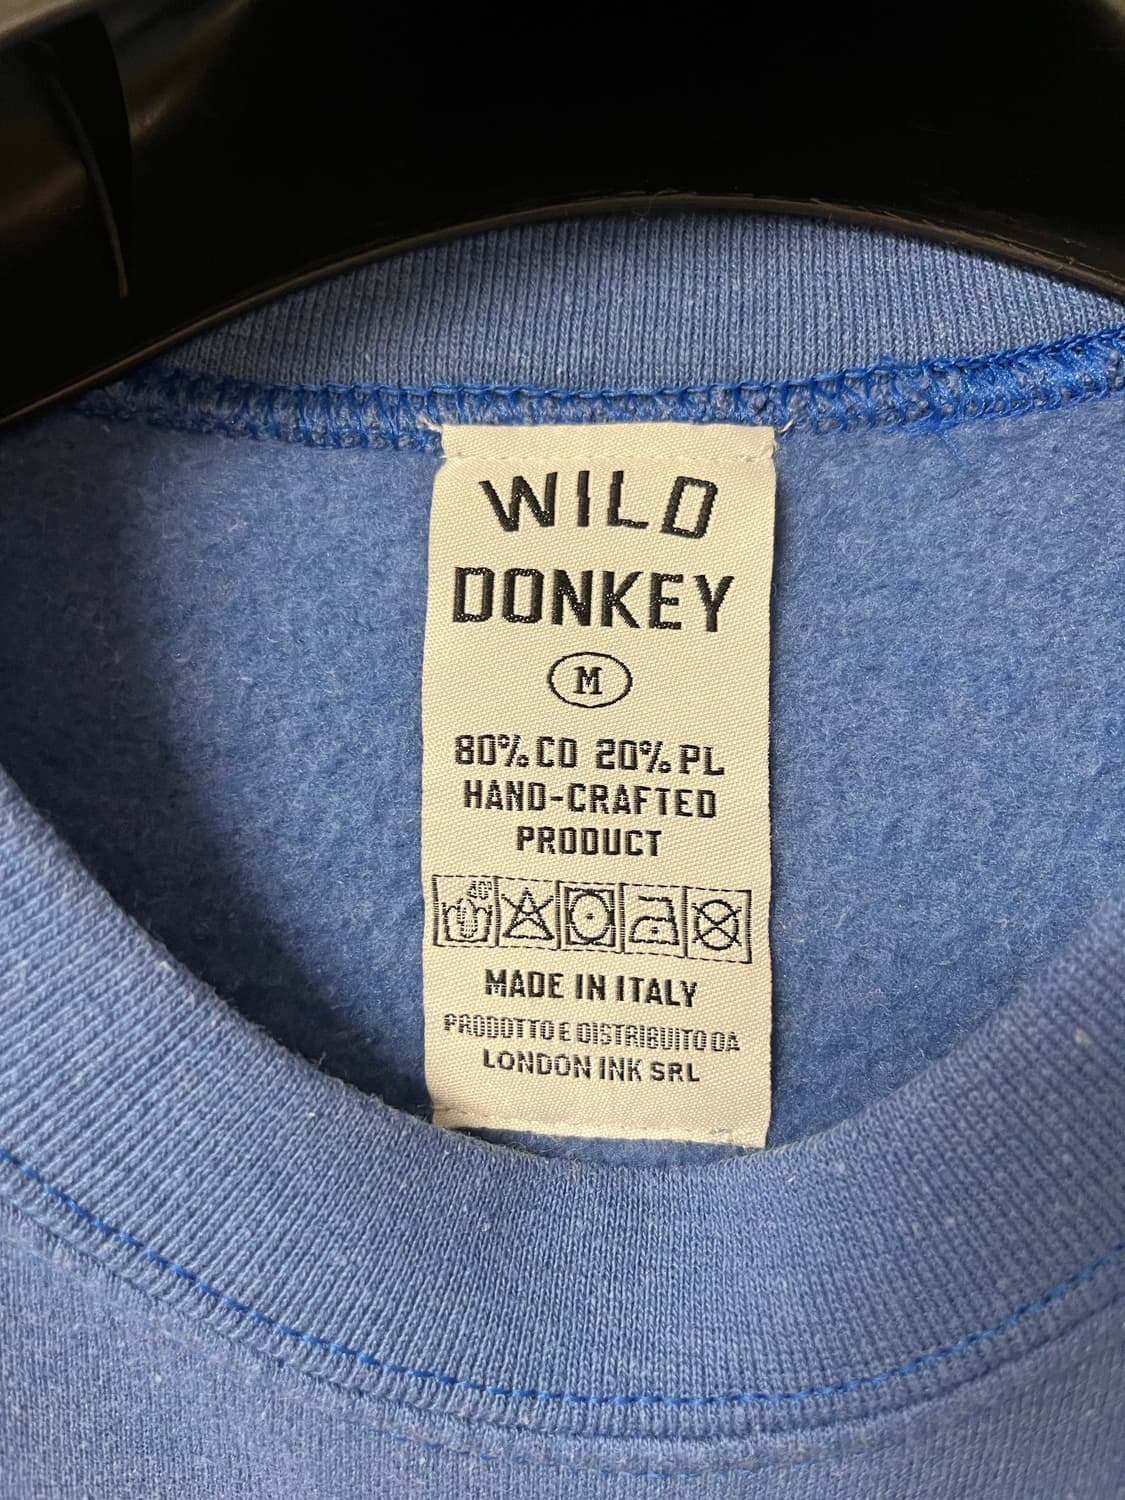 WILD
DONKEY
M
80% CO 20% PL
HAND-CRAFTED
PRODUCT
40°
MADE IN ITALY
PRODOTTO E DISTRIBUITO DA
LONDON INK SRL